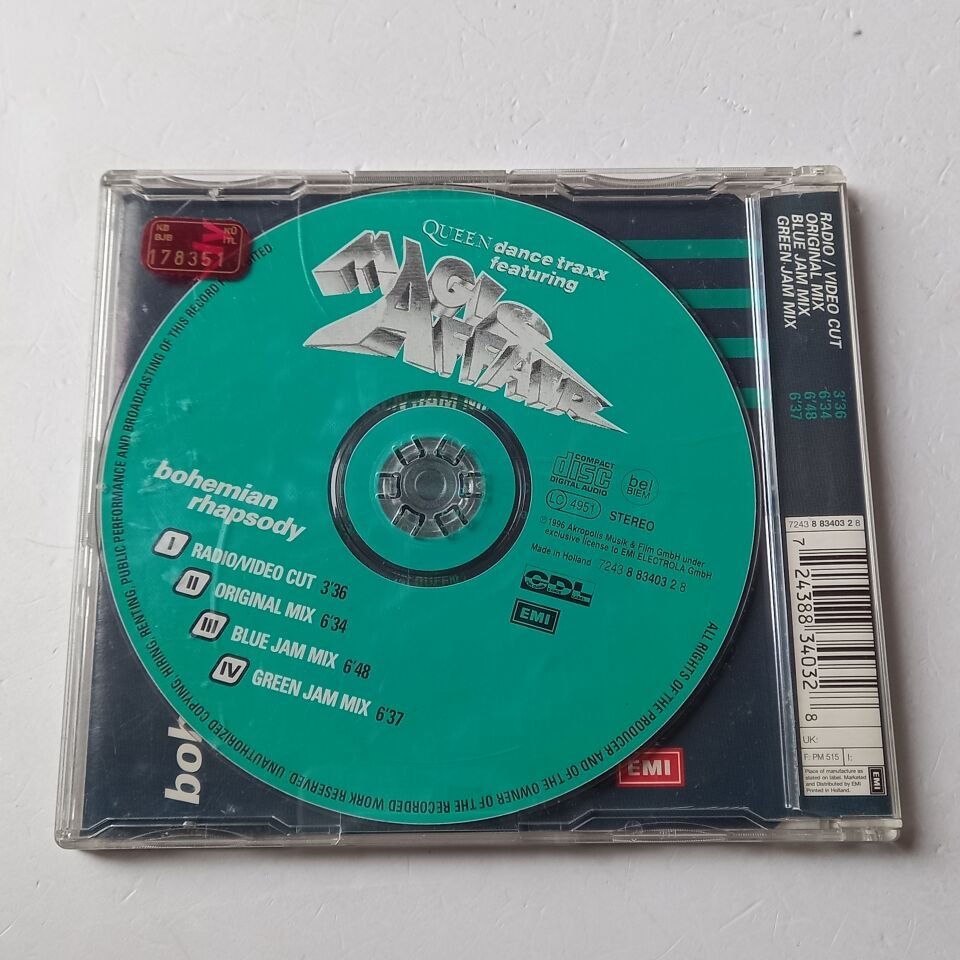 KB
BJB
KÜ
İTL
178351
QUEEN dance traxx
featuring
MAGIC
AFFAIR
bohemian
rhapsody
I RADIO/VIDEO CUT 3'36
II ORIGINAL MIX 6'34
III BLUE JAM MIX 6'48
IV GREEN JAM MIX 6'37
COMPACT
disc
DIGITAL AUDIO
bel
BIEM
LC 4951
STEREO
℗1996 Akropolis Musik & Film GmbH under
exclusive license to EMI ELECTROLA GmbH
Made in Holland 7243 8 83403 2 8
CDL
EMI
ALL RIGHTS OF THE PRODUCER AND OF THE OWNER OF THE RECORDED WORK RESERVED. UNAUTHORIZED COPYING, HIRING, RENTING, PUBLIC PERFORMANCE AND BROADCASTING OF THIS RECORD
boh
EMI
RADIO / VIDEO CUT 3'36
ORIGINAL MIX 6'34
BLUE JAM MIX 6'48
GREEN JAM MIX 6'37
7243 8 83403 2 8
7 24388 34032 8
UK:
F: PM 515 I:
Place of manufacture as
stated on label. Marketed
and Distributed by EMI
Printed in Holland.
EMI